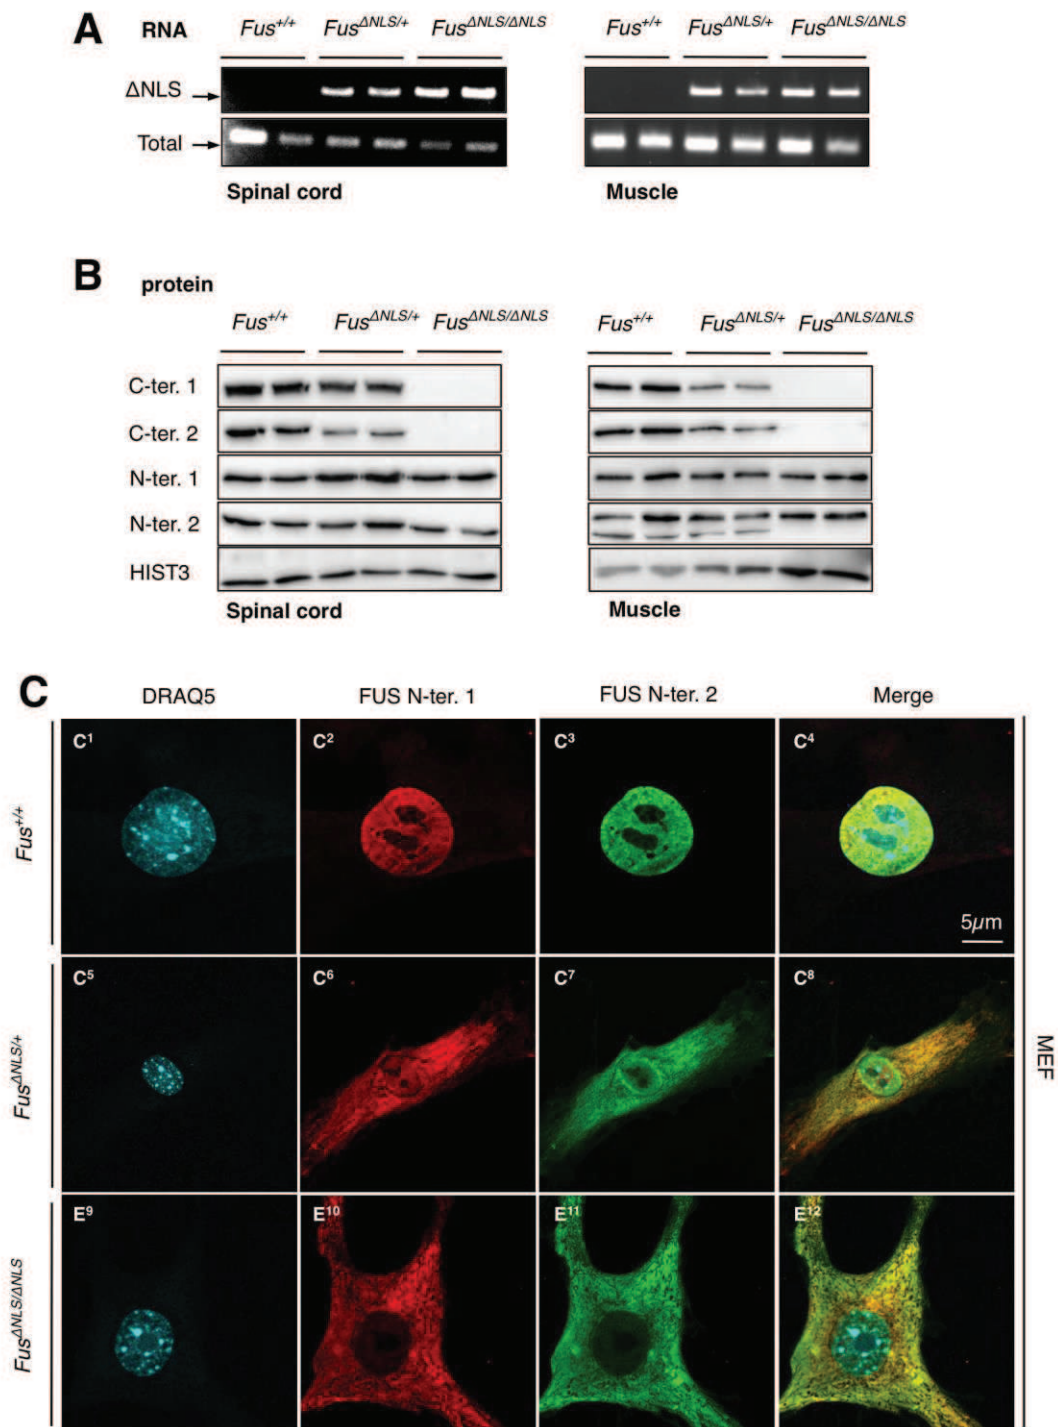 A RNA Fus+/+ FusΔNLS/+ FusΔNLS/ΔNLS Fus+/+ FusΔNLS/+ FusΔNLS/ΔNLS
ΔNLS
Total
Spinal cord Muscle
B protein
Fus+/+ FusΔNLS/+ FusΔNLS/ΔNLS Fus+/+ FusΔNLS/+ FusΔNLS/ΔNLS
C-ter. 1
C-ter. 2
N-ter. 1
N-ter. 2
HIST3
Spinal cord Muscle
C DRAQ5 FUS N-ter. 1 FUS N-ter. 2 Merge
C1 C2 C3 C4
Fus+/+
5µm
C5 C6 C7 C8
FusΔNLS/+
MEF
E9 E10 E11 E12
FusΔNLS/ΔNLS